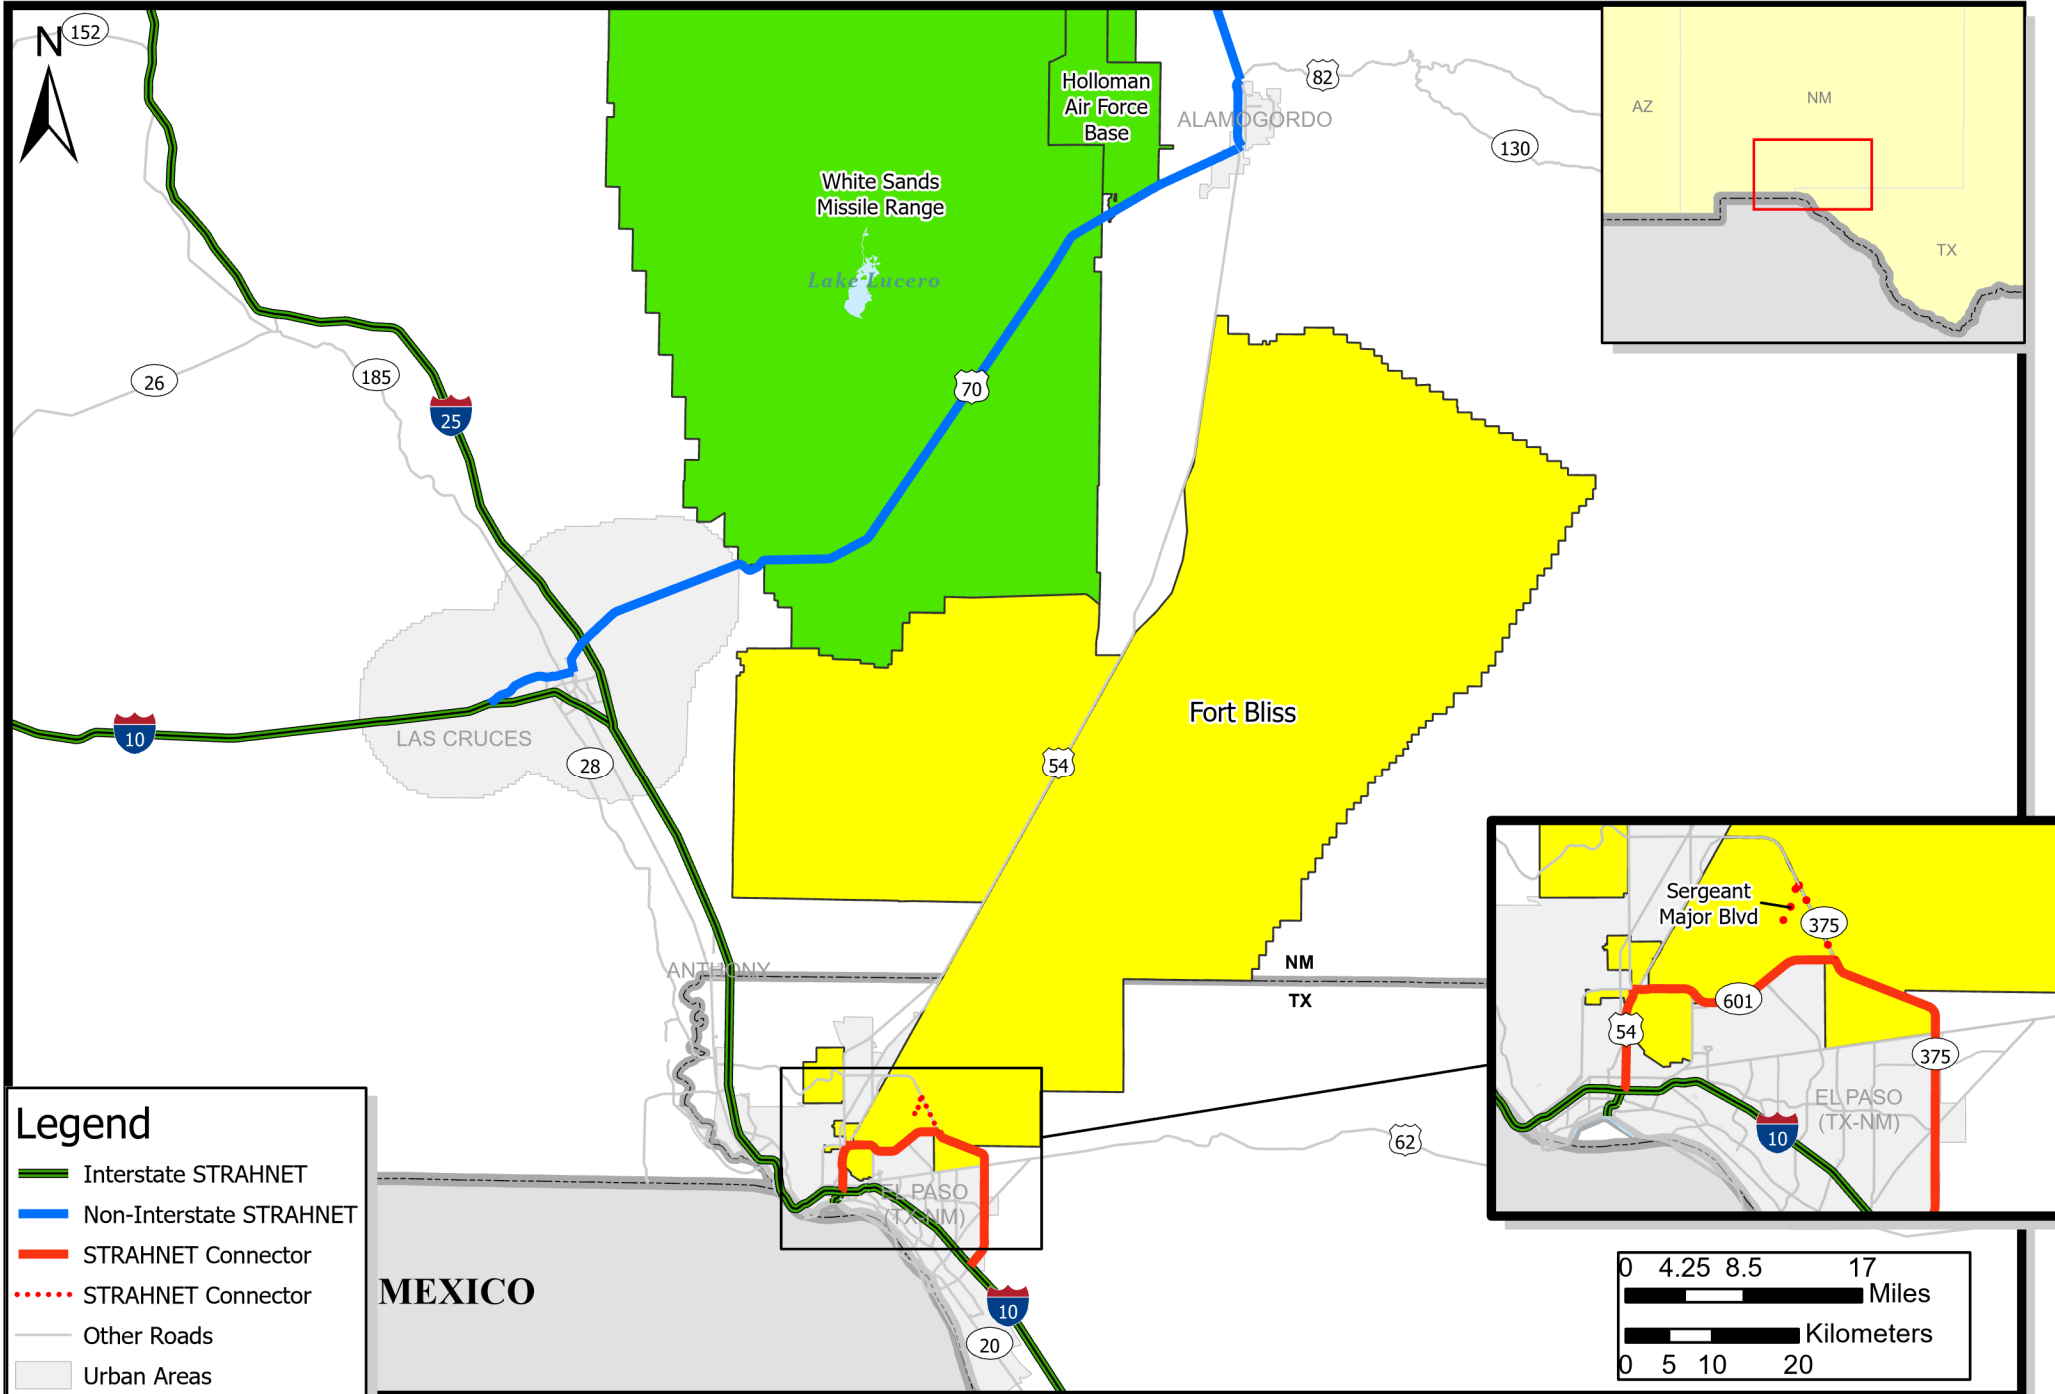 N
152
Holloman
Air Force
Base
82
ALAMOGORDO
130
AZ
NM
TX
White Sands
Missile Range
Lake Lucero
26
185
25
70
10
LAS CRUCES
28
54
Fort Bliss
ANTHONY
NM
TX
Sergeant
Major Blvd
375
601
54
375
EL PASO
(TX-NM)
10
62
EL PASO
(TX-NM)
10
20
MEXICO
Legend
Interstate STRAHNET
Non-Interstate STRAHNET
STRAHNET Connector
STRAHNET Connector
Other Roads
Urban Areas
0 4.25 8.5 17
Miles
Kilometers
0 5 10 20